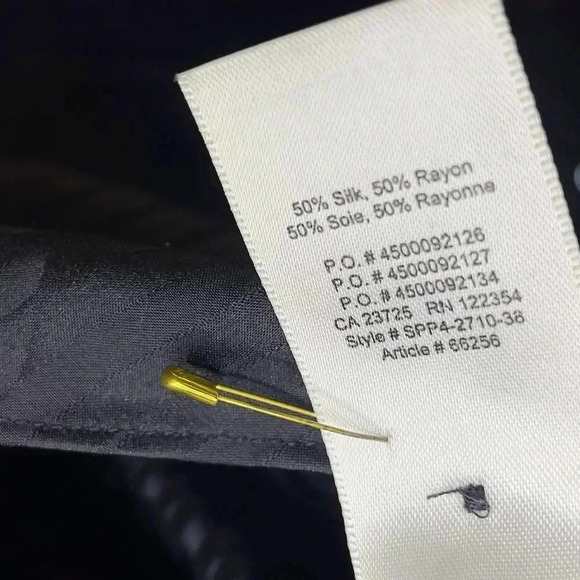 50% Silk, 50% Rayon
50% Soie, 50% Rayonne
P.O. # 4500092126
P.O. # 4500092127
P.O. # 4500092134
CA 23725 RN 122354
Style # SPP4-2710-38
Article # 66256